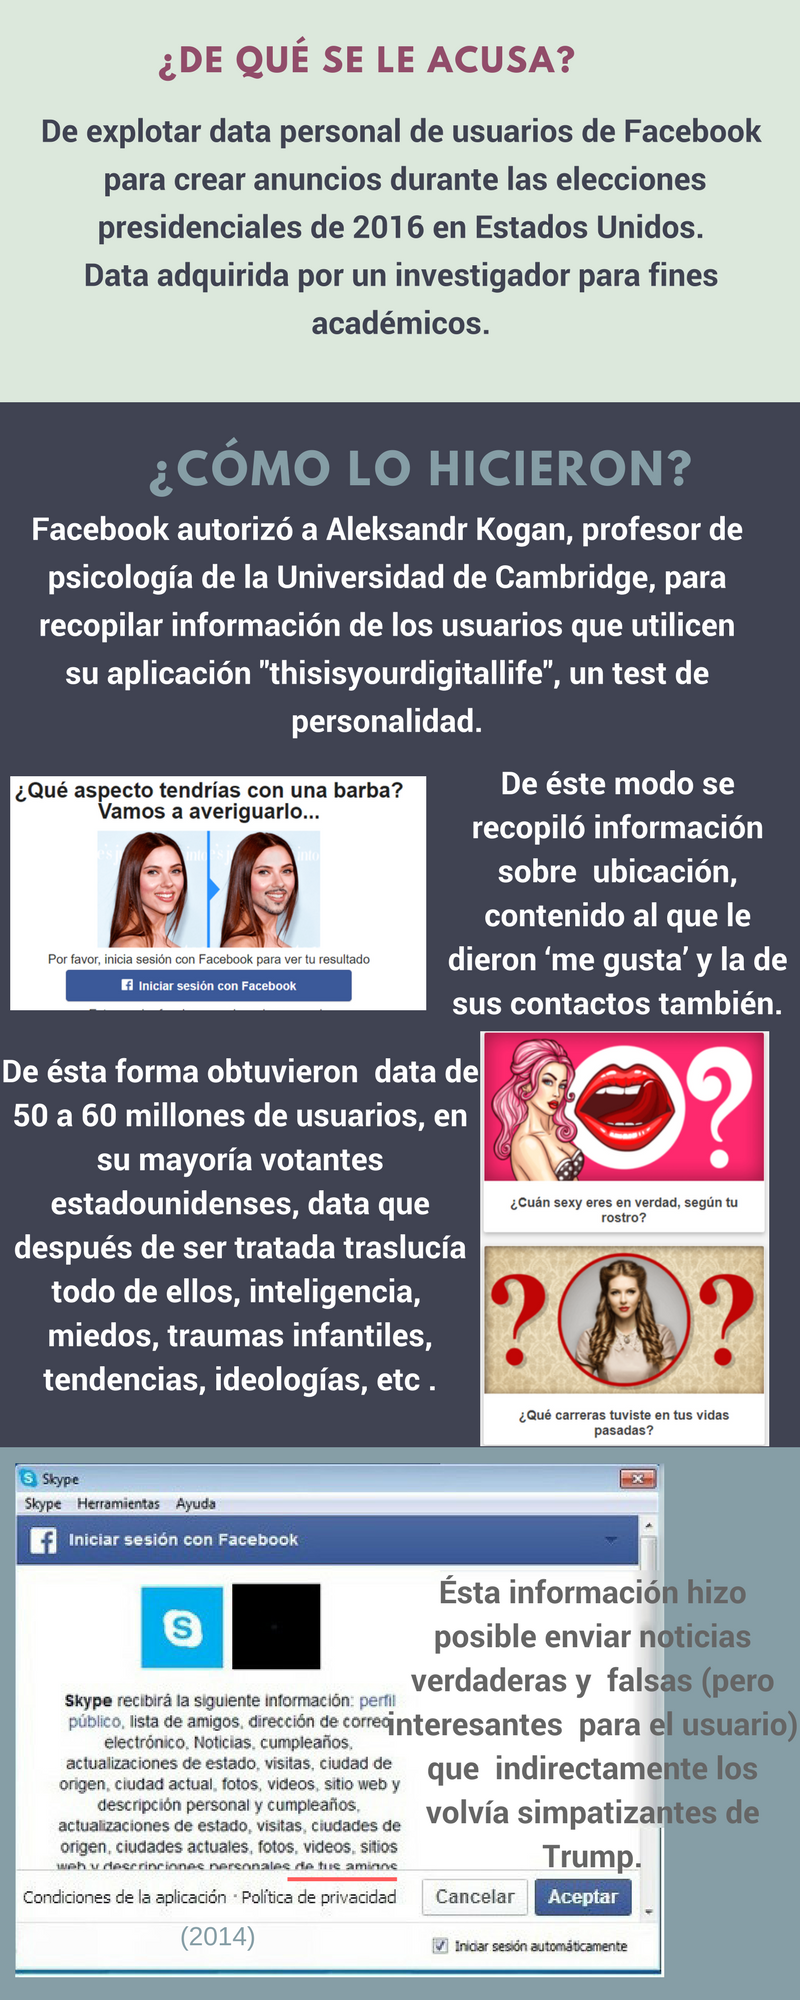 ¿DE QUÉ SE LE ACUSA?
De explotar data personal de usuarios de Facebook
para crear anuncios durante las elecciones
presidenciales de 2016 en Estados Unidos.
Data adquirida por un investigador para fines
académicos.
¿CÓMO LO HICIERON?
Facebook autorizó a Aleksandr Kogan, profesor de
psicología de la Universidad de Cambridge, para
recopilar información de los usuarios que utilicen
su aplicación "thisisyourdigitallife", un test de
personalidad.
¿Qué aspecto tendrías con una barba?
Vamos a averiguarlo...
Por favor, inicia sesión con Facebook para ver tu resultado
Iniciar sesión con Facebook
De éste modo se
recopiló información
sobre ubicación,
contenido al que le
dieron ‘me gusta’ y la de
sus contactos también.
De ésta forma obtuvieron data de
50 a 60 millones de usuarios, en
su mayoría votantes
estadounidenses, data que
después de ser tratada traslucía
todo de ellos, inteligencia,
miedos, traumas infantiles,
tendencias, ideologías, etc .
¿Cuán sexy eres en verdad, según tu
rostro?
¿Qué carreras tuviste en tus vidas
pasadas?
Skype
Skype Herramientas Ayuda
Iniciar sesión con Facebook
Skype recibirá la siguiente información: perfil
público, lista de amigos, dirección de correo
electrónico, Noticias, cumpleaños,
actualizaciones de estado, visitas, ciudad de
origen, ciudad actual, fotos, videos, sitio web y
descripción personal y cumpleaños,
actualizaciones de estado, visitas, ciudades de
origen, ciudades actuales, fotos, videos, sitios
web y descripciones personales de tus amigos
Ésta información hizo
posible enviar noticias
verdaderas y falsas (pero
interesantes para el usuario)
que indirectamente los
volvía simpatizantes de
Trump.
Condiciones de la aplicación · Política de privacidad
Cancelar
Aceptar
(2014)
Iniciar sesión automáticamente